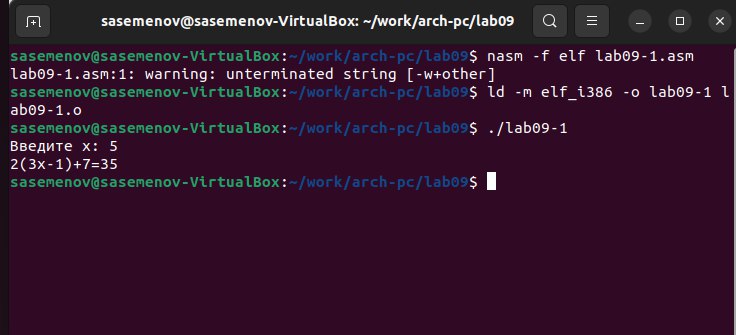 sasemenov@sasemenov-VirtualBox: ~/work/arch-pc/lab09
sasemenov@sasemenov-VirtualBox:~/work/arch-pc/lab09$ nasm -f elf lab09-1.asm
lab09-1.asm:1: warning: unterminated string [-w+other]
sasemenov@sasemenov-VirtualBox:~/work/arch-pc/lab09$ ld -m elf_i386 -o lab09-1 l
ab09-1.o
sasemenov@sasemenov-VirtualBox:~/work/arch-pc/lab09$ ./lab09-1
Введите x: 5
2(3x-1)+7=35
sasemenov@sasemenov-VirtualBox:~/work/arch-pc/lab09$